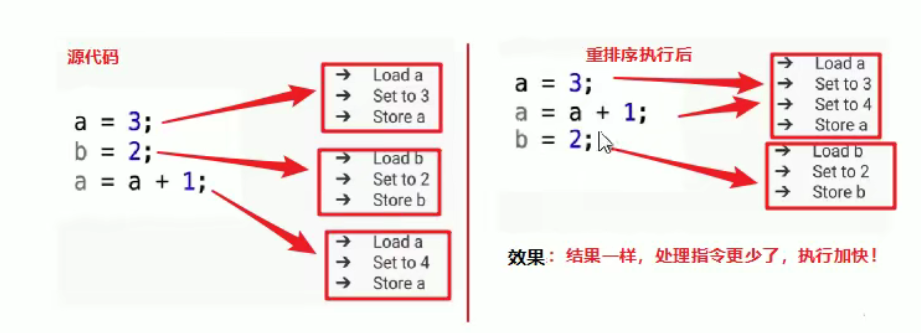 源代码
a = 3;
b = 2;
a = a + 1;
→ Load a
→ Set to 3
→ Store a
→ Load b
→ Set to 2
→ Store b
→ Load a
→ Set to 4
→ Store a
重排序执行后
a = 3;
a = a + 1;
b = 2;
→ Load a
→ Set to 3
→ Set to 4
→ Store a
→ Load b
→ Set to 2
→ Store b
效果：结果一样，处理指令更少了，执行加快！